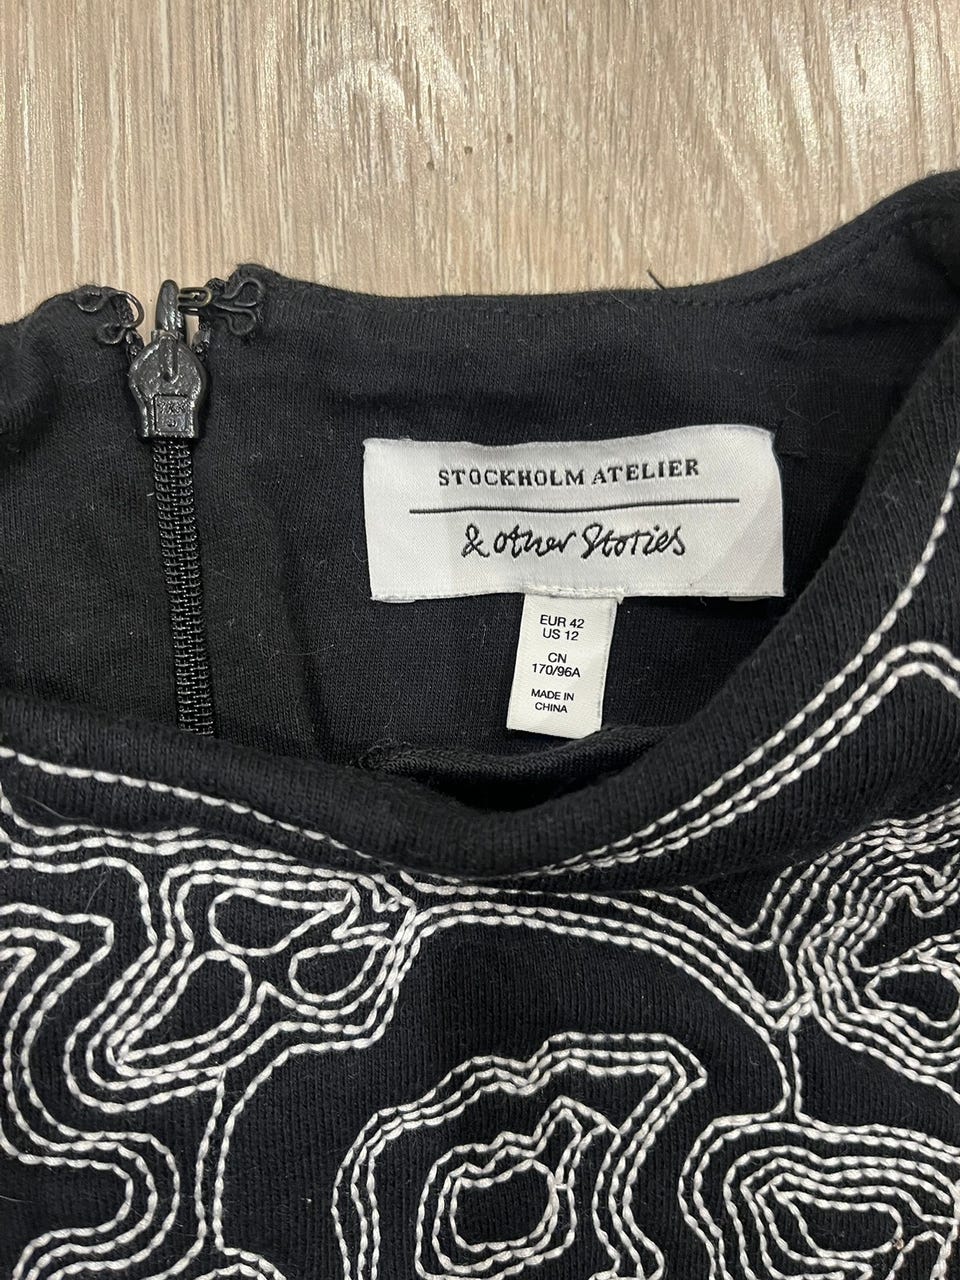 STOCKHOLM ATELIER
& other Stories
EUR 42
US 12
CN
170/96A
MADE IN
CHINA